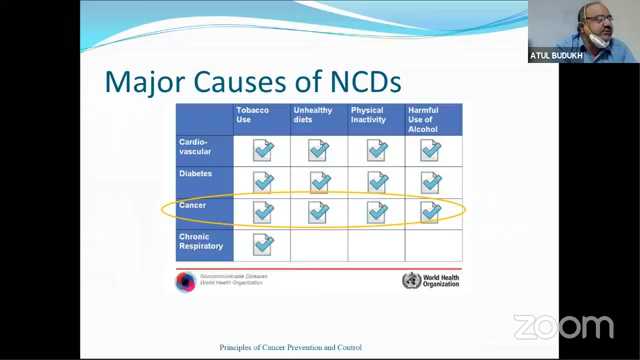 ATUL BUDUKH
Major Causes of NCDs
Tobacco Use
Unhealthy diets
Physical Inactivity
Harmful Use of Alcohol
Cardio-
vascular
Diabetes
Cancer
Chronic
Respiratory
Noncommunicable Diseases
World Health Organization
World Health
Organization
Principles of Cancer Prevention and Control
zoom